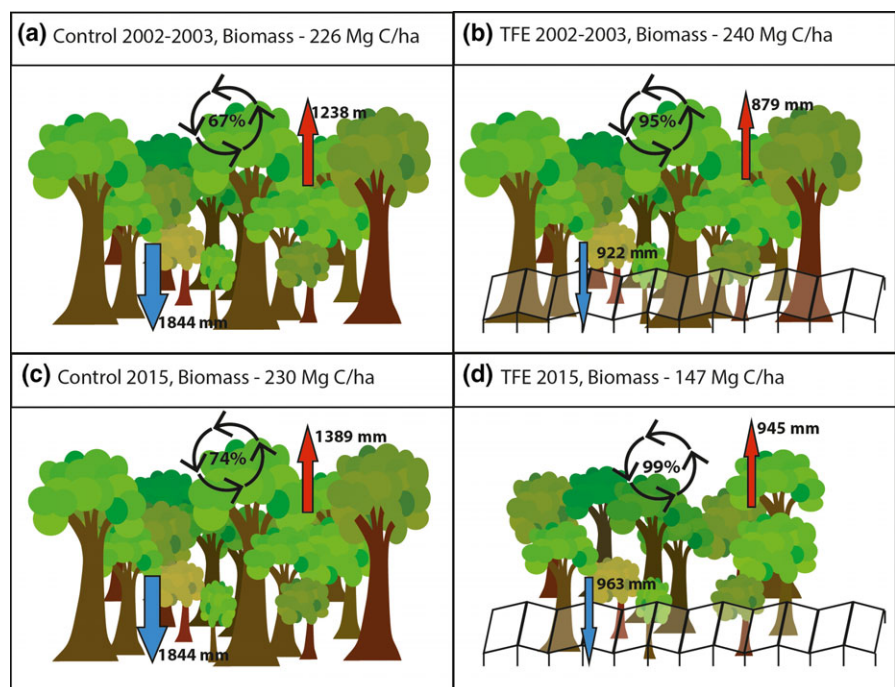 (a) Control 2002-2003, Biomass - 226 Mg C/ha
67%
1238 m
1844 mm
(b) TFE 2002-2003, Biomass - 240 Mg C/ha
95%
879 mm
922 mm
(c) Control 2015, Biomass - 230 Mg C/ha
74%
1389 mm
1844 mm
(d) TFE 2015, Biomass - 147 Mg C/ha
99%
945 mm
963 mm